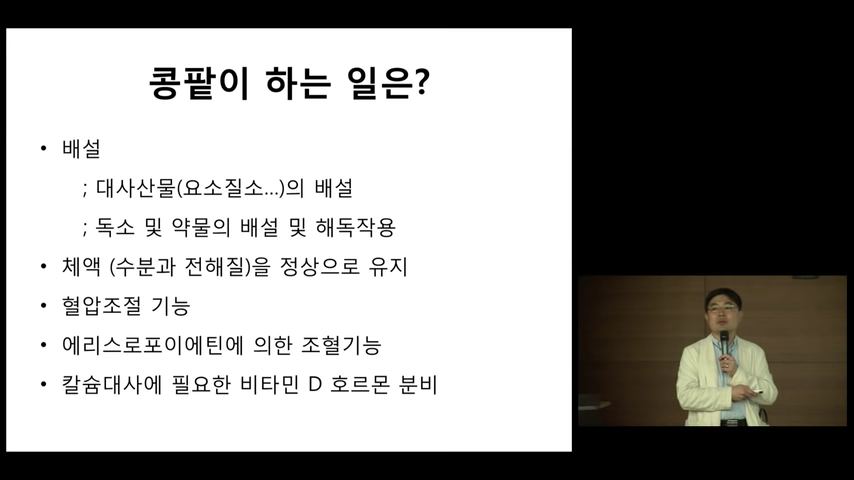 콩팥이 하는 일은?
• 배설
; 대사산물(요소질소...)의 배설
; 독소 및 약물의 배설 및 해독작용
• 체액 (수분과 전해질)을 정상으로 유지
• 혈압조절 기능
• 에리스로포이에틴에 의한 조혈기능
• 칼슘대사에 필요한 비타민 D 호르몬 분비